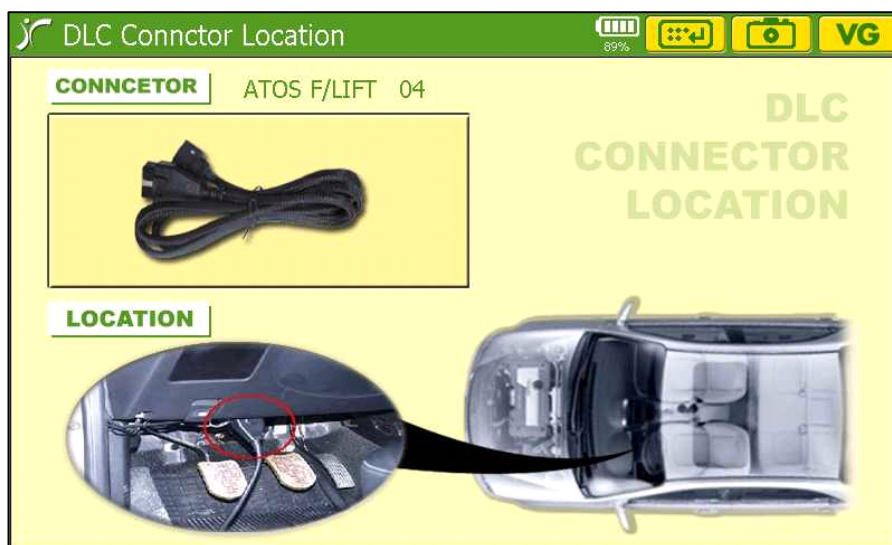 DLC Connctor Location
89%
VG
CONNCETOR
ATOS F/LIFT 04
DLC
CONNECTOR
LOCATION
LOCATION